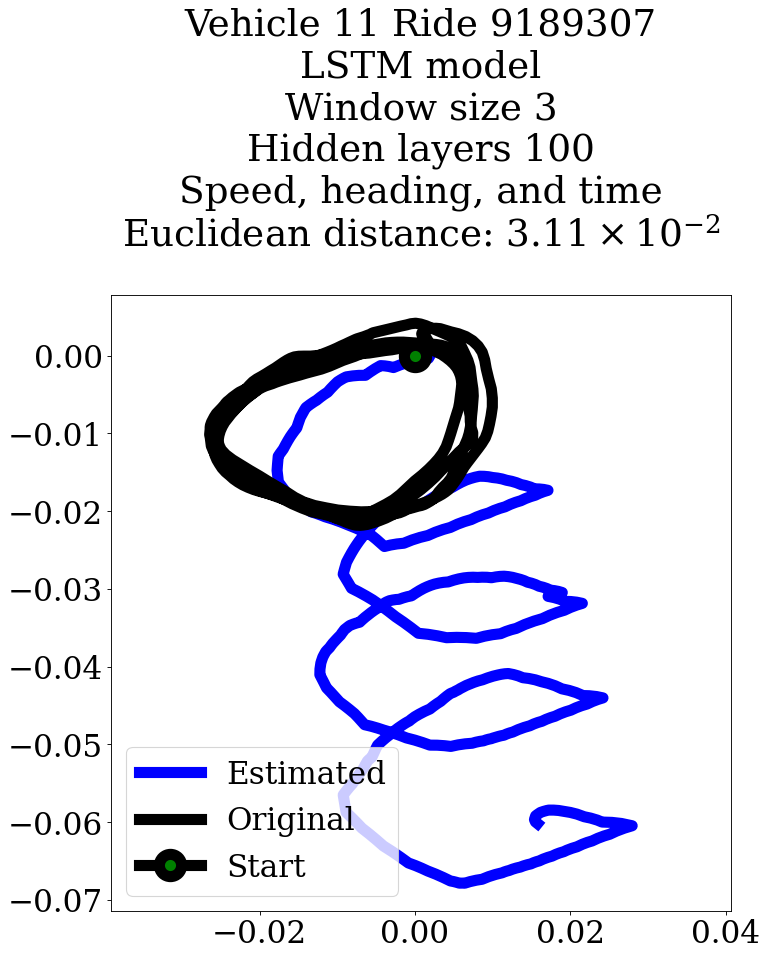 Vehicle 11 Ride 9189307
LSTM model
Window size 3
Hidden layers 100
Speed, heading, and time
Euclidean distance: 3.11 × 10⁻²
0.00
−0.01
−0.02
−0.03
−0.04
−0.05
−0.06
−0.07
Estimated
Original
Start
−0.02 0.00 0.02 0.04